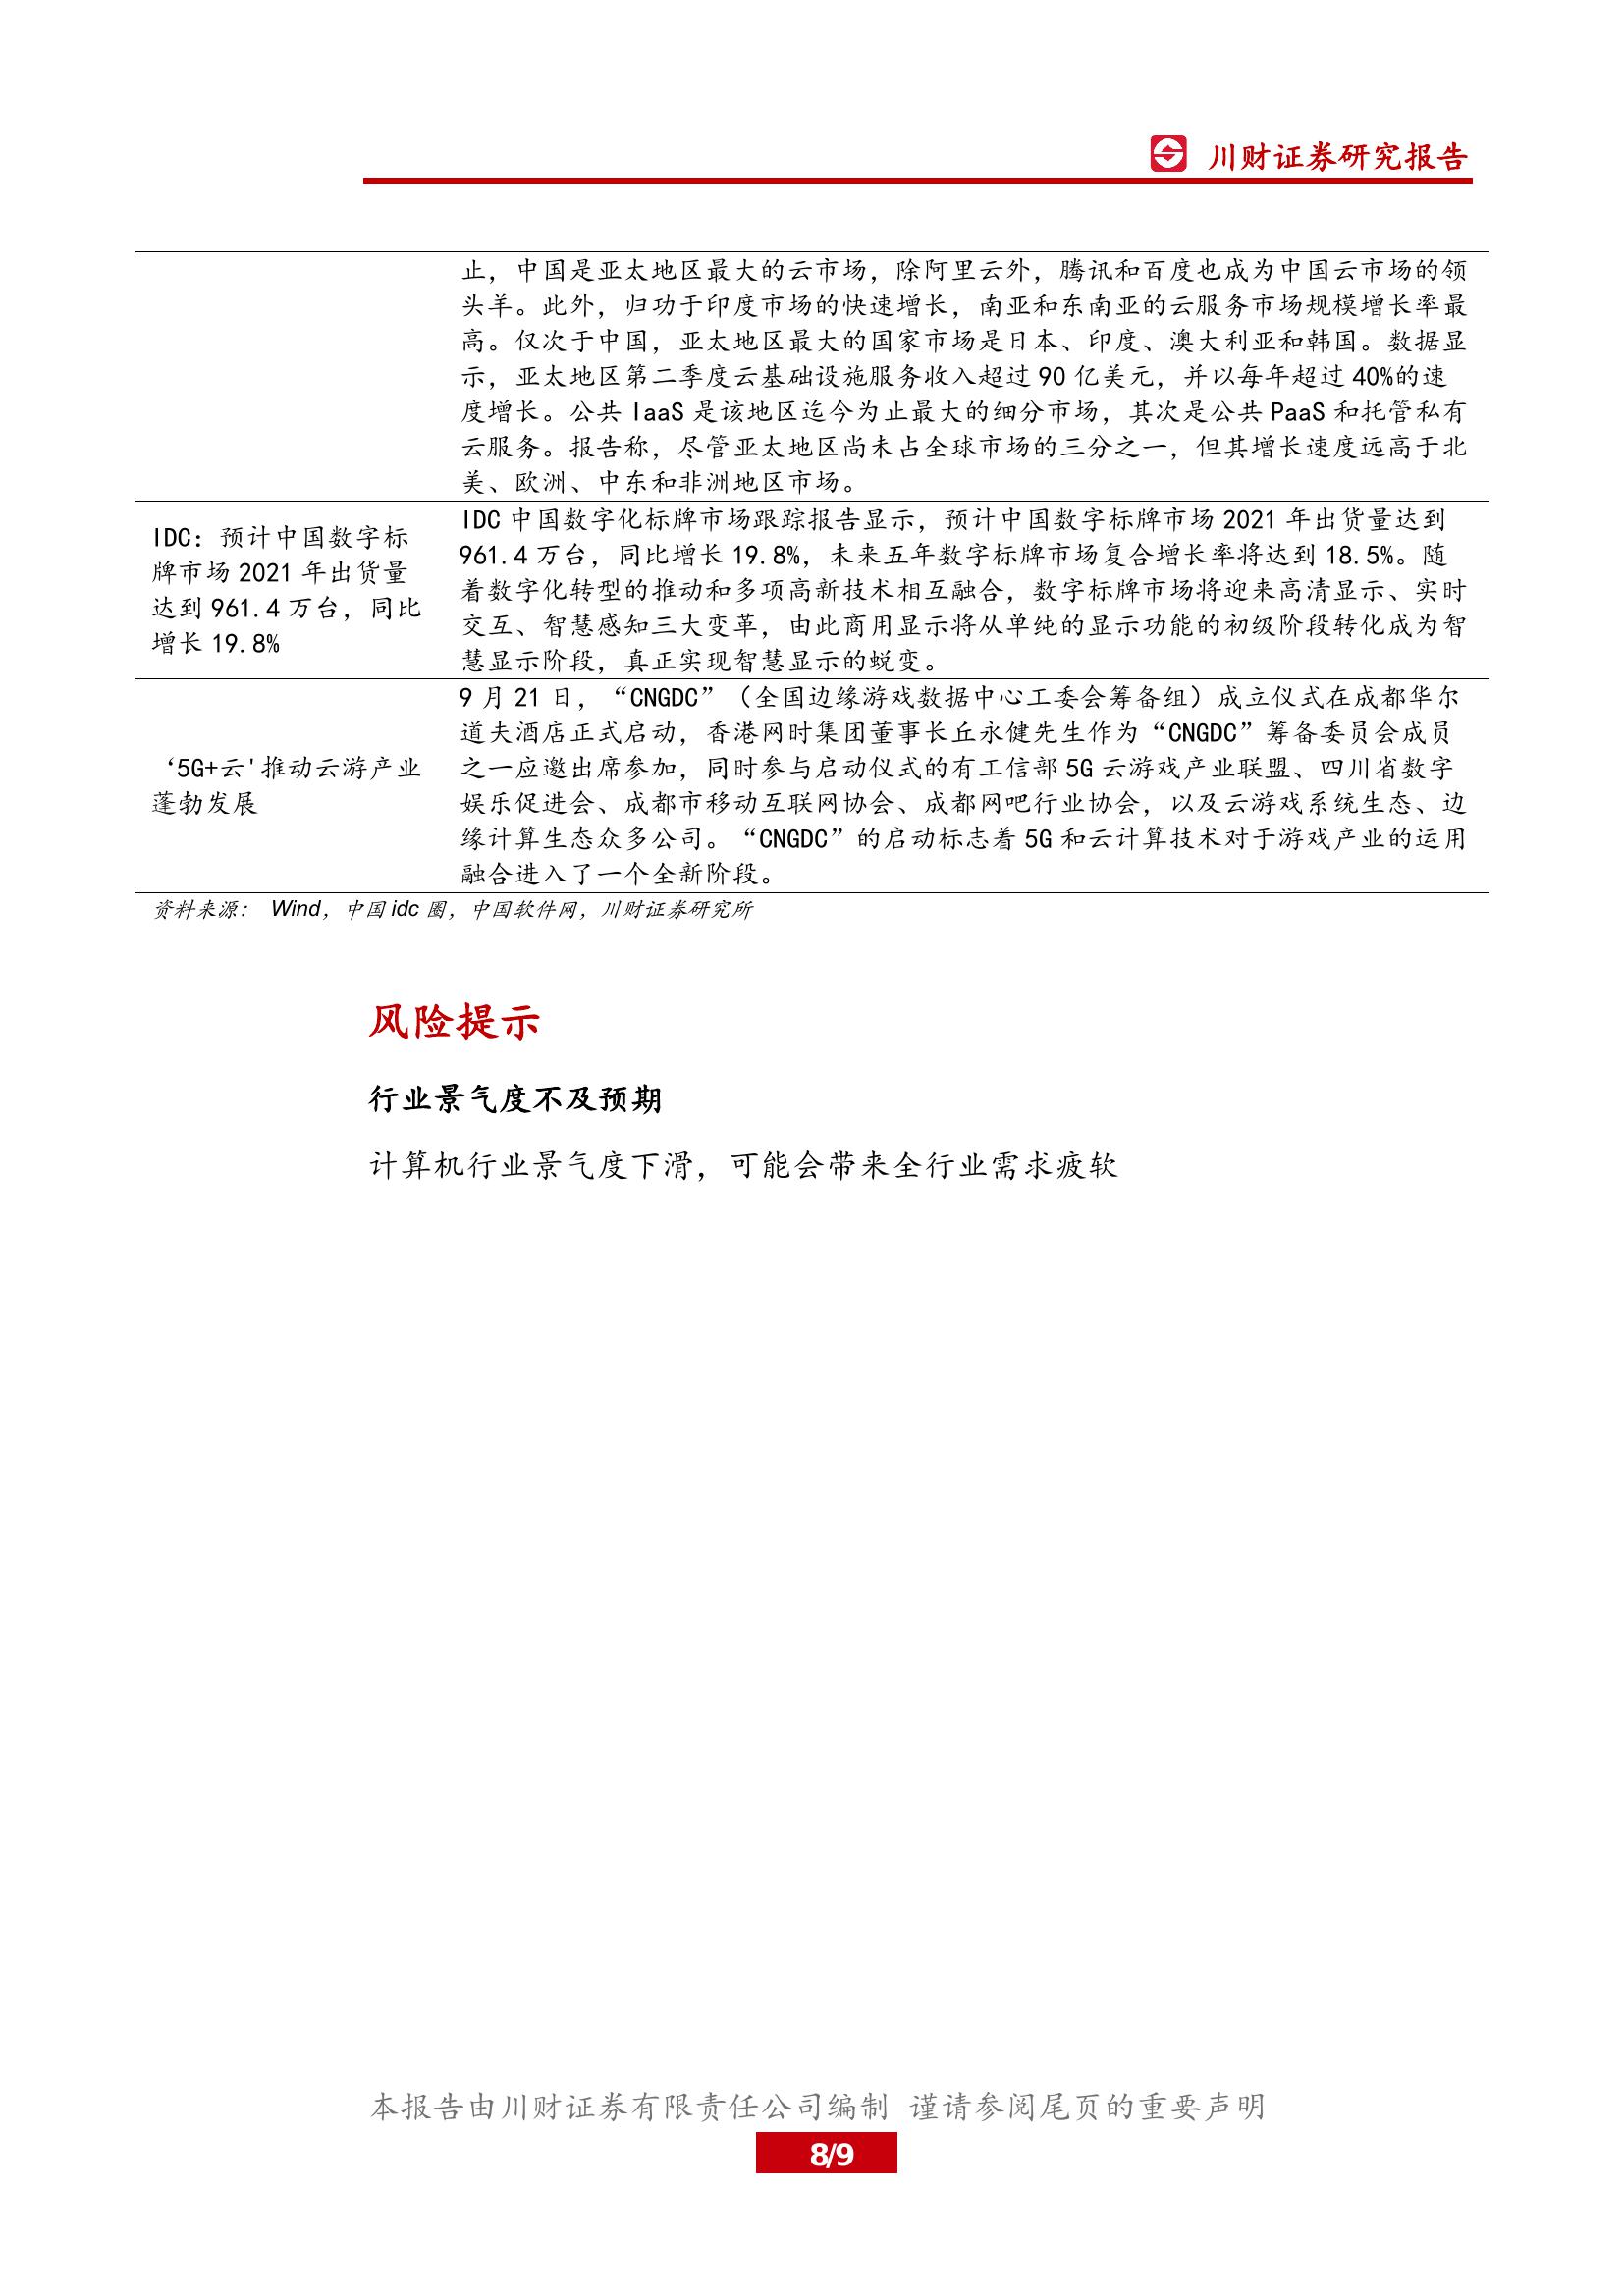 川财证券研究报告
止，中国是亚太地区最大的云市场，除阿里云外，腾讯和百度也成为中国云市场的领
头羊。此外，归功于印度市场的快速增长，南亚和东南亚的云服务市场规模增长率最
高。仅次于中国，亚太地区最大的国家市场是日本、印度、澳大利亚和韩国。数据显
示，亚太地区第二季度云基础设施服务收入超过 90 亿美元，并以每年超过 40%的速
度增长。公共 IaaS 是该地区迄今为止最大的细分市场，其次是公共 PaaS 和托管私有
云服务。报告称，尽管亚太地区尚未占全球市场的三分之一，但其增长速度远高于北
美、欧洲、中东和非洲地区市场。
IDC：预计中国数字标
牌市场 2021 年出货量
达到 961.4 万台，同比
增长 19.8%
IDC 中国数字化标牌市场跟踪报告显示，预计中国数字标牌市场 2021 年出货量达到
961.4 万台，同比增长 19.8%，未来五年数字标牌市场复合增长率将达到 18.5%。随
着数字化转型的推动和多项高新技术相互融合，数字标牌市场将迎来高清显示、实时
交互、智慧感知三大变革，由此商用显示将从单纯的显示功能的初级阶段转化成为智
慧显示阶段，真正实现智慧显示的蜕变。
‘5G+云'推动云游产业
蓬勃发展
9 月 21 日，“CNGDC”（全国边缘游戏数据中心工委会筹备组）成立仪式在成都华尔
道夫酒店正式启动，香港网时集团董事长丘永健先生作为“CNGDC”筹备委员会成员
之一应邀出席参加，同时参与启动仪式的有工信部 5G 云游戏产业联盟、四川省数字
娱乐促进会、成都市移动互联网协会、成都网吧行业协会，以及云游戏系统生态、边
缘计算生态众多公司。“CNGDC”的启动标志着 5G 和云计算技术对于游戏产业的运用
融合进入了一个全新阶段。
资料来源： Wind，中国 idc 圈，中国软件网，川财证券研究所
风险提示
行业景气度不及预期
计算机行业景气度下滑，可能会带来全行业需求疲软
本报告由川财证券有限责任公司编制 谨请参阅尾页的重要声明
8/9